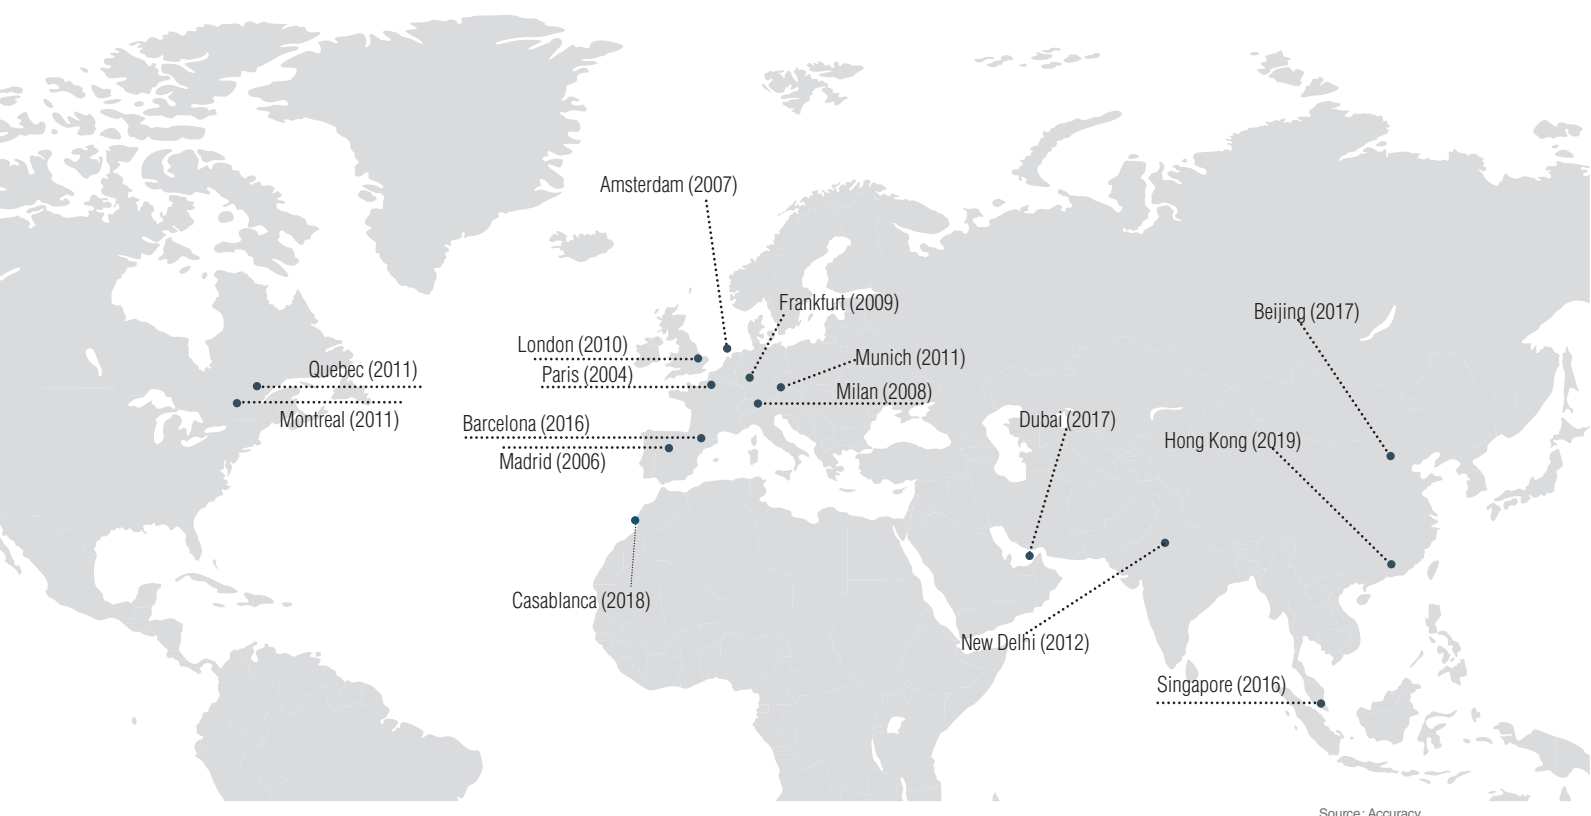 Amsterdam (2007)
Frankfurt (2009)
Beijing (2017)
London (2010)
Munich (2011)
Quebec (2011)
Paris (2004)
Milan (2008)
Montreal (2011)
Barcelona (2016)
Dubai (2017)
Hong Kong (2019)
Madrid (2006)
Casablanca (2018)
New Delhi (2012)
Singapore (2016)
Source: Accuracy